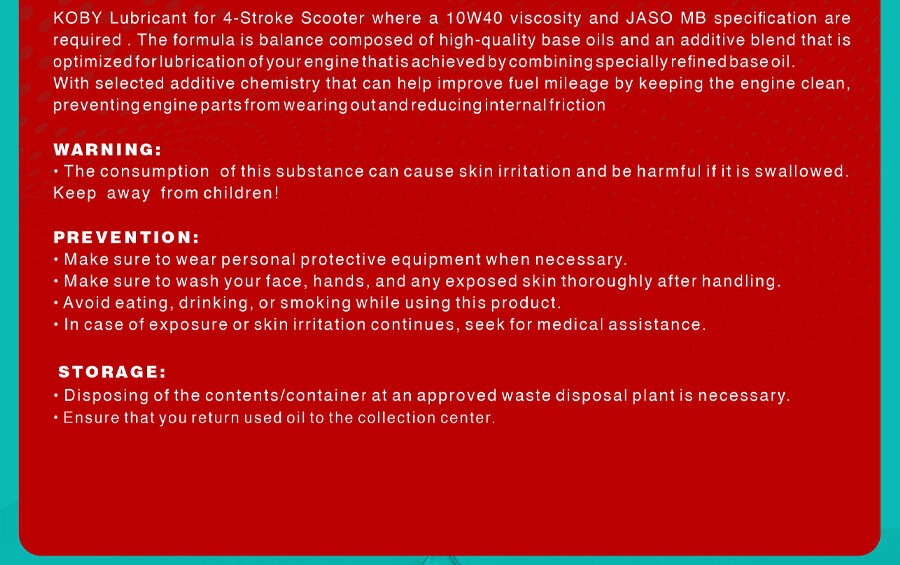 KOBY Lubricant for 4-Stroke Scooter where a 10W40 viscosity and JASO MB specification are
required . The formula is balance composed of high-quality base oils and an additive blend that is
optimized for lubrication of your engine that is achieved by combining specially refined base oil.
With selected additive chemistry that can help improve fuel mileage by keeping the engine clean,
preventing engine parts from wearing out and reducing internal friction
WARNING:
• The consumption of this substance can cause skin irritation and be harmful if it is swallowed.
Keep away from children!
PREVENTION:
• Make sure to wear personal protective equipment when necessary.
• Make sure to wash your face, hands, and any exposed skin thoroughly after handling.
• Avoid eating, drinking, or smoking while using this product.
• In case of exposure or skin irritation continues, seek for medical assistance.
STORAGE:
• Disposing of the contents/container at an approved waste disposal plant is necessary.
• Ensure that you return used oil to the collection center.